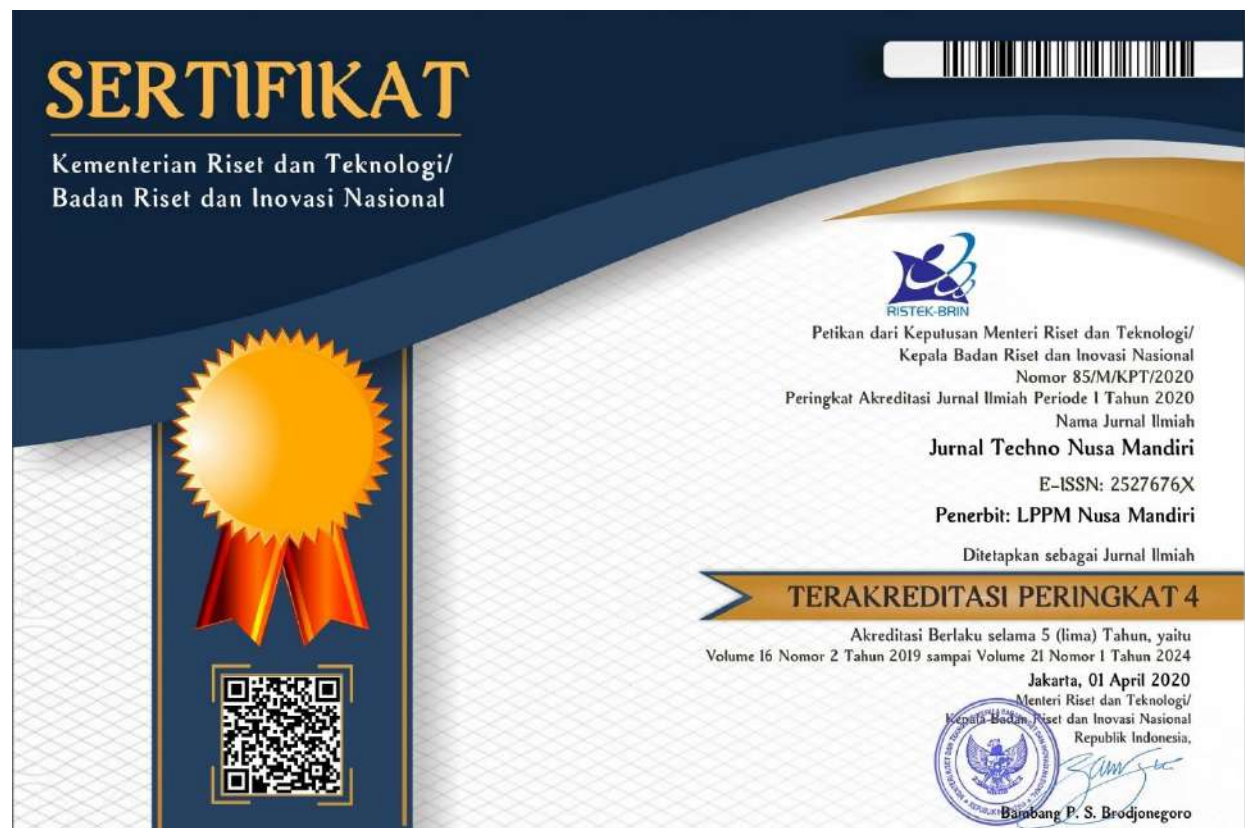 SERTIFIKAT
Kementerian Riset dan Teknologi/
Badan Riset dan Inovasi Nasional
RISTEK-BRIN
Petikan dari Keputusan Menteri Riset dan Teknologi/
Kepala Badan Riset dan Inovasi Nasional
Nomor 85/M/KPT/2020
Peringkat Akreditasi Jurnal Ilmiah Periode I Tahun 2020
Nama Jurnal Ilmiah
Jurnal Techno Nusa Mandiri
E-ISSN: 2527676X
Penerbit: LPPM Nusa Mandiri
Ditetapkan sebagai Jurnal Ilmiah
TERAKREDITASI PERINGKAT 4
Akreditasi Berlaku selama 5 (lima) Tahun, yaitu
Volume 16 Nomor 2 Tahun 2019 sampai Volume 21 Nomor 1 Tahun 2024
Jakarta, 01 April 2020
Menteri Riset dan Teknologi/
Kepala Badan Riset dan Inovasi Nasional
Republik Indonesia,
Bambang P. S. Brodjonegoro